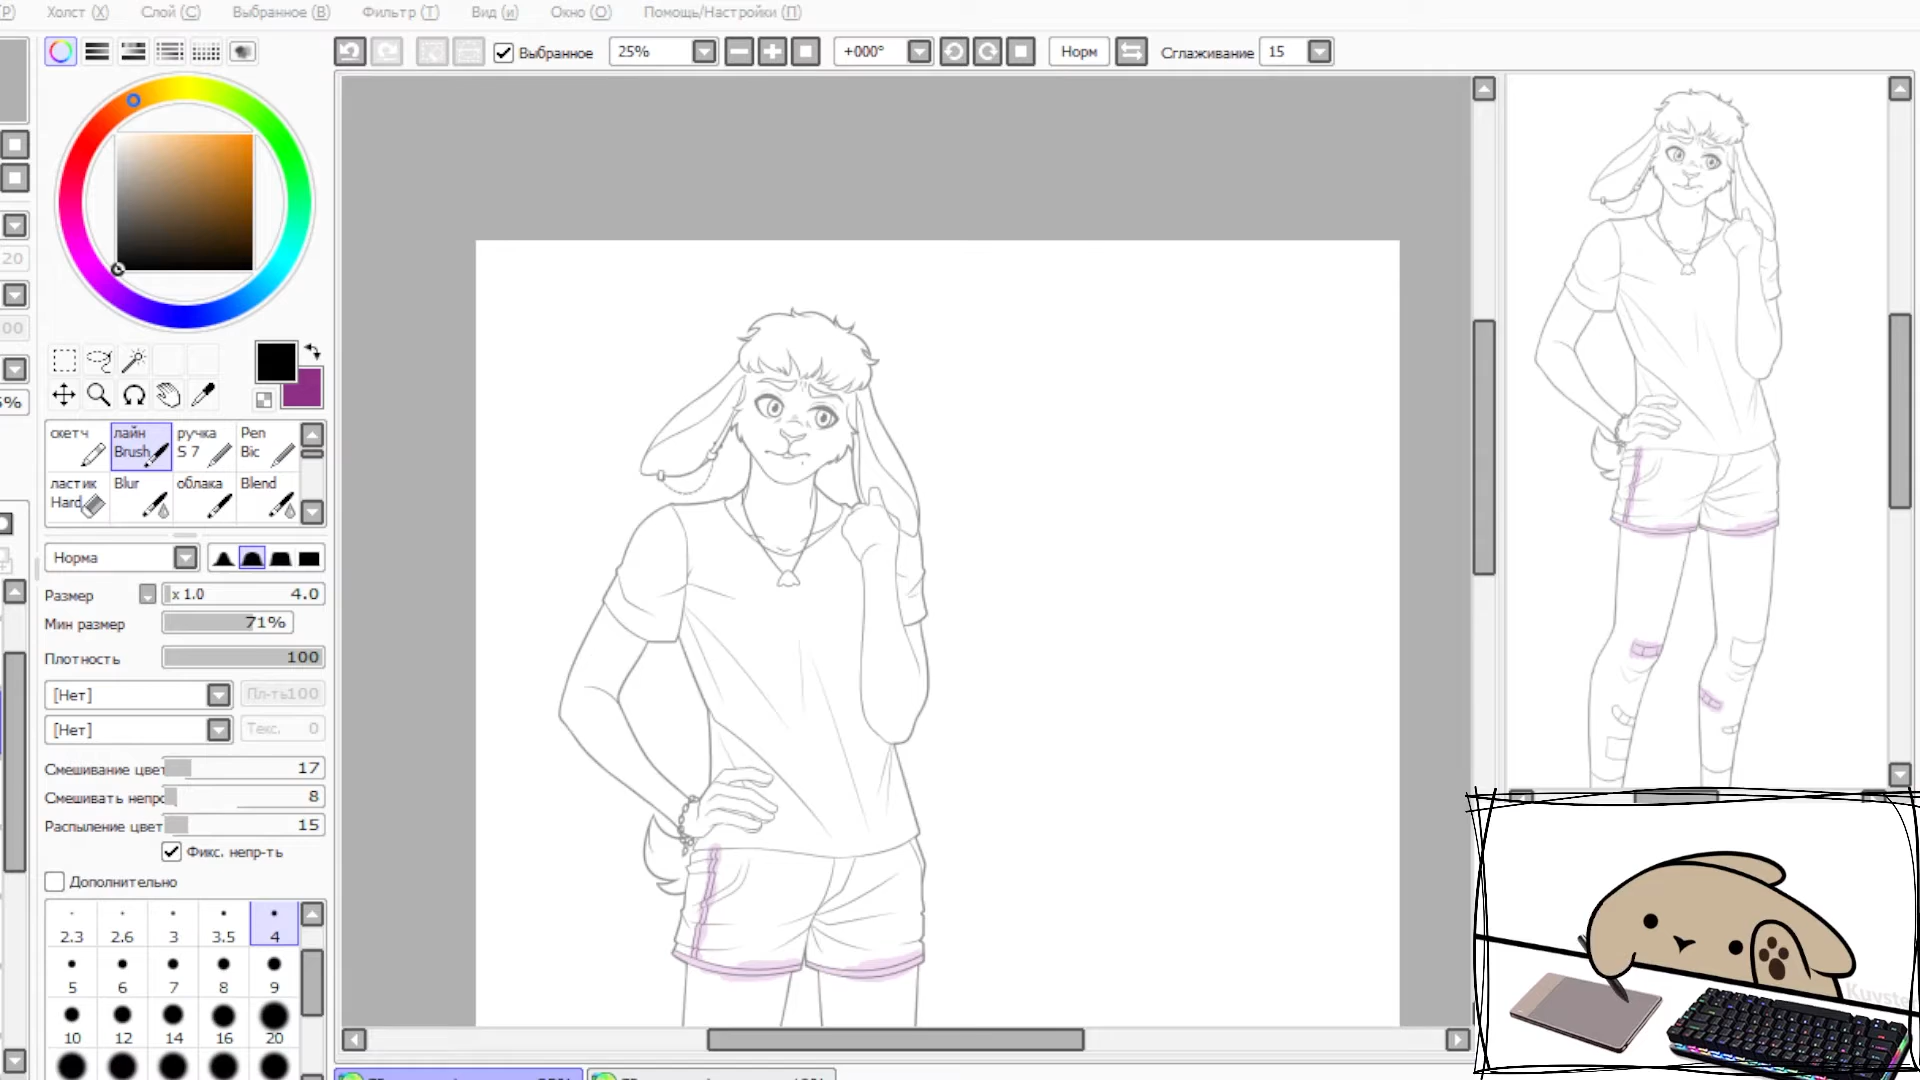 Р) Холст (Х) Слой (С) Выбранное (В) Фильтр (Т) Вид (и) Окно (О) Помощь/Настройки (П)
Выбранное 25% +000° Норм Сглаживание 15
20
00
%
скетч лайн Brush ручка S 7 Pen Bic
ластик Hard Blur облака Blend
Норма
Размер x 1.0 4.0
Мин размер 71%
Плотность 100
[Нет] Пл-ть100
[Нет] Текс. 0
Смешивание цвет 17
Смешивать непро 8
Распыление цвет 15
Фикс. непр-ть
Дополнительно
2.3 2.6 3 3.5 4
5 6 7 8 9
10 12 14 16 20